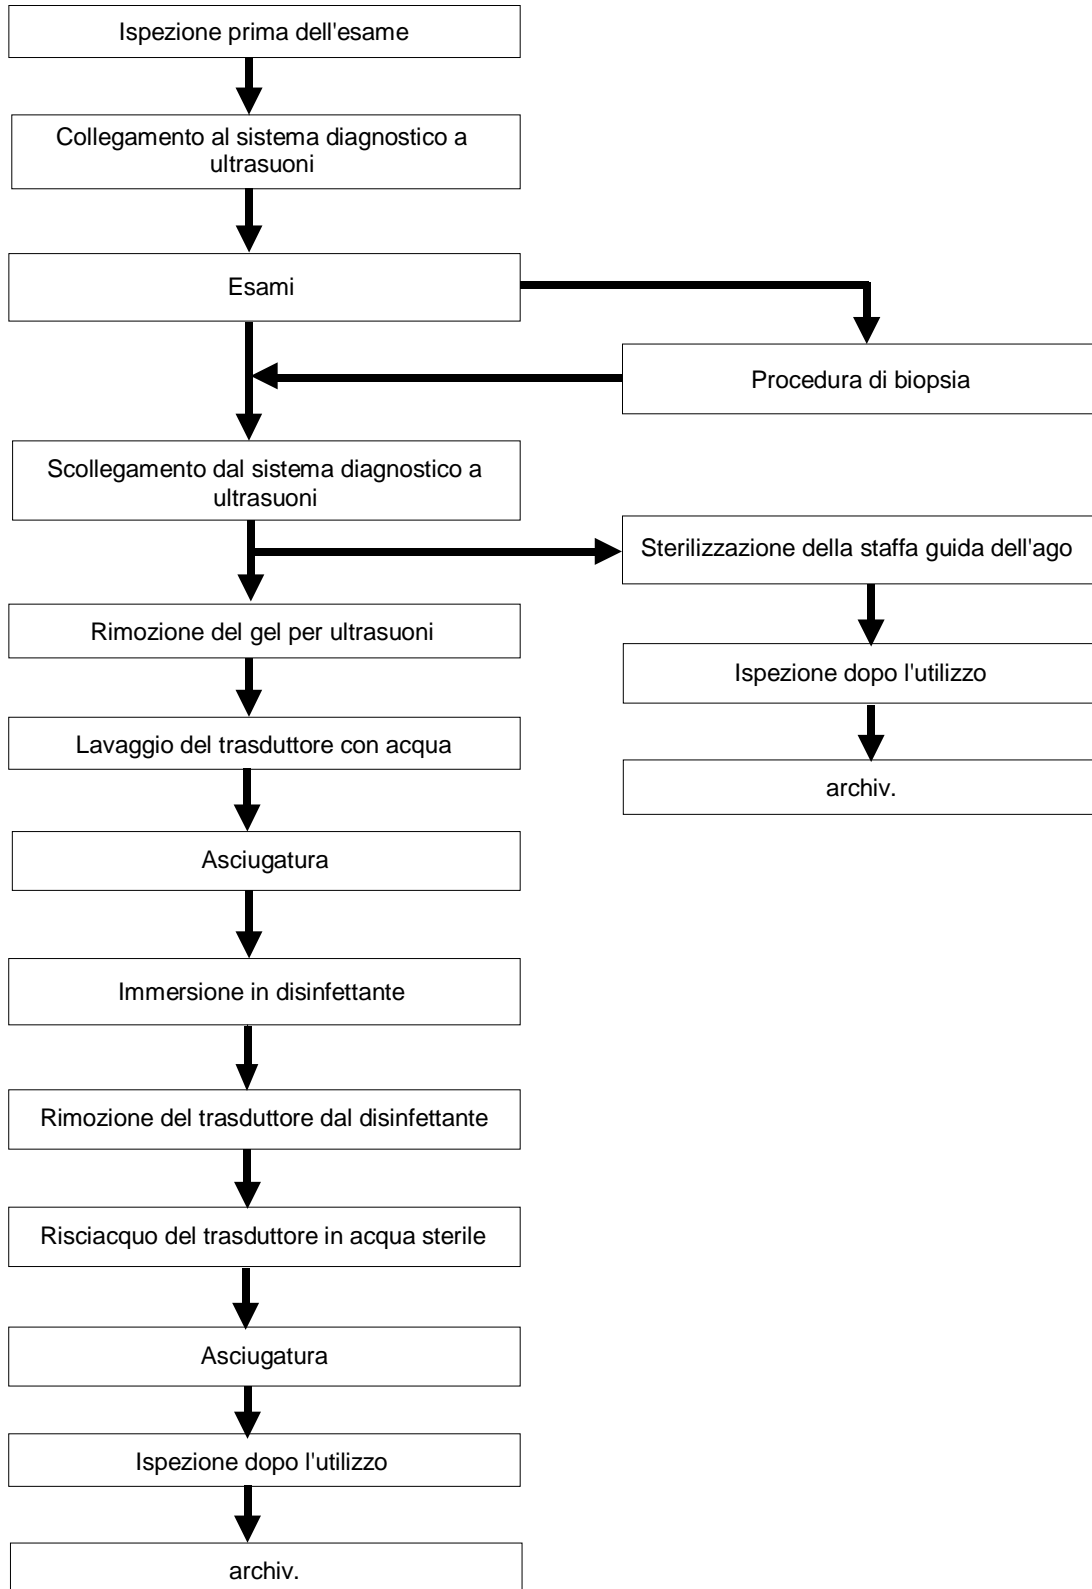 Ispezione prima dell'esame
Collegamento al sistema diagnostico a
ultrasuoni
Esami
Procedura di biopsia
Scollegamento dal sistema diagnostico a
ultrasuoni
Sterilizzazione della staffa guida dell'ago
Rimozione del gel per ultrasuoni
Ispezione dopo l'utilizzo
Lavaggio del trasduttore con acqua
archiv.
Asciugatura
Immersione in disinfettante
Rimozione del trasduttore dal disinfettante
Risciacquo del trasduttore in acqua sterile
Asciugatura
Ispezione dopo l'utilizzo
archiv.